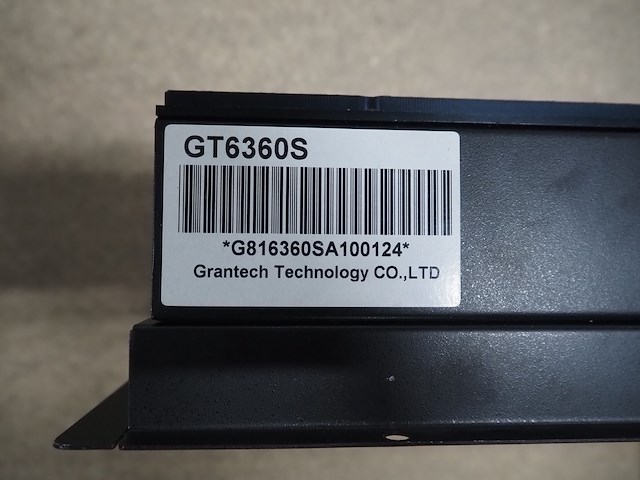 GT6360S
*G816360SA100124*
Grantech Technology CO.,LTD